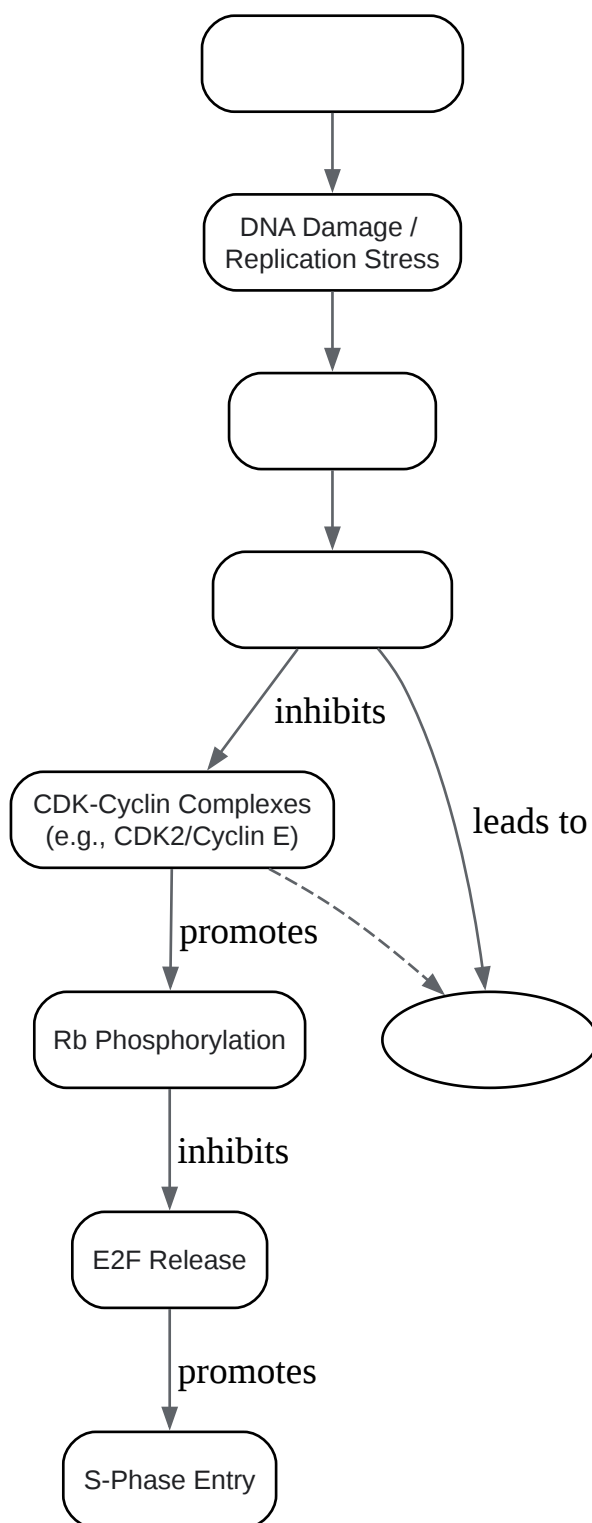 DNA Damage /
Replication Stress
inhibits
CDK-Cyclin Complexes
(e.g., CDK2/Cyclin E)
leads to
promotes
Rb Phosphorylation
inhibits
E2F Release
promotes
S-Phase Entry